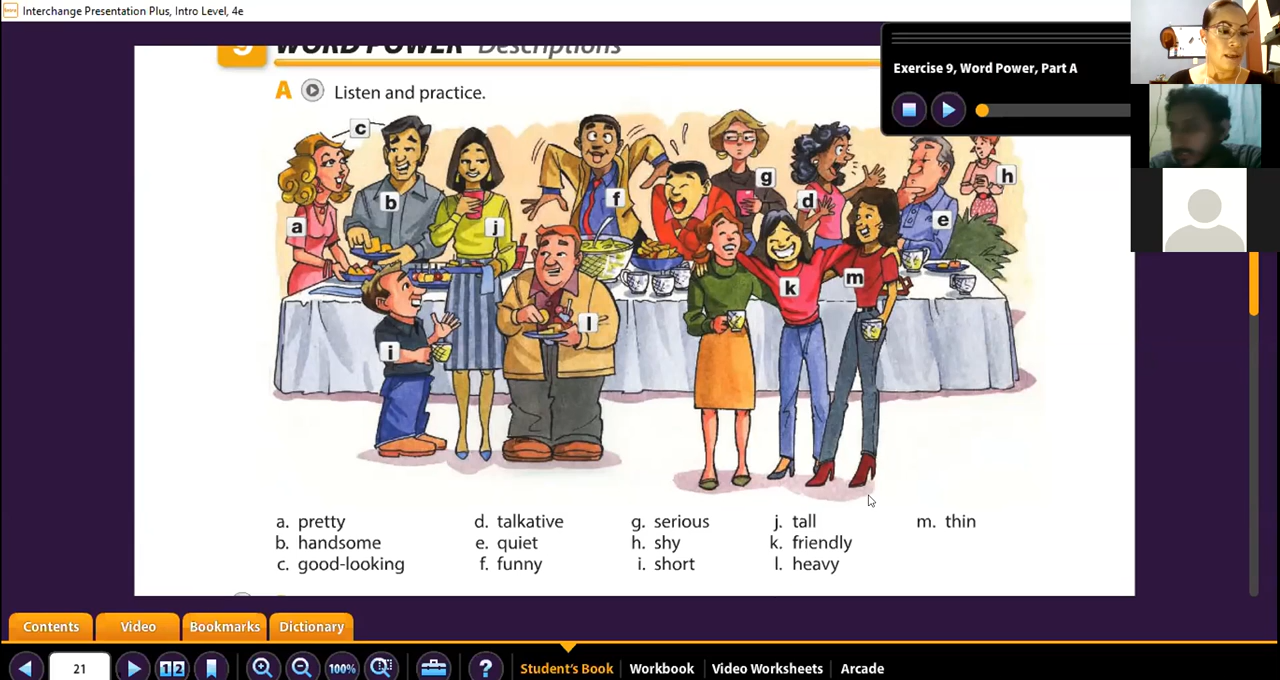 Interchange Presentation Plus, Intro Level, 4e
9 WORD POWER Descriptions
Exercise 9, Word Power, Part A
A Listen and practice.
c
h
g
b
f
d
a
j
e
k
m
l
i
a. pretty d. talkative g. serious j. tall m. thin
b. handsome e. quiet h. shy k. friendly
c. good-looking f. funny i. short l. heavy
Contents Video Bookmarks Dictionary
21 12 100% ? Student's Book Workbook Video Worksheets Arcade